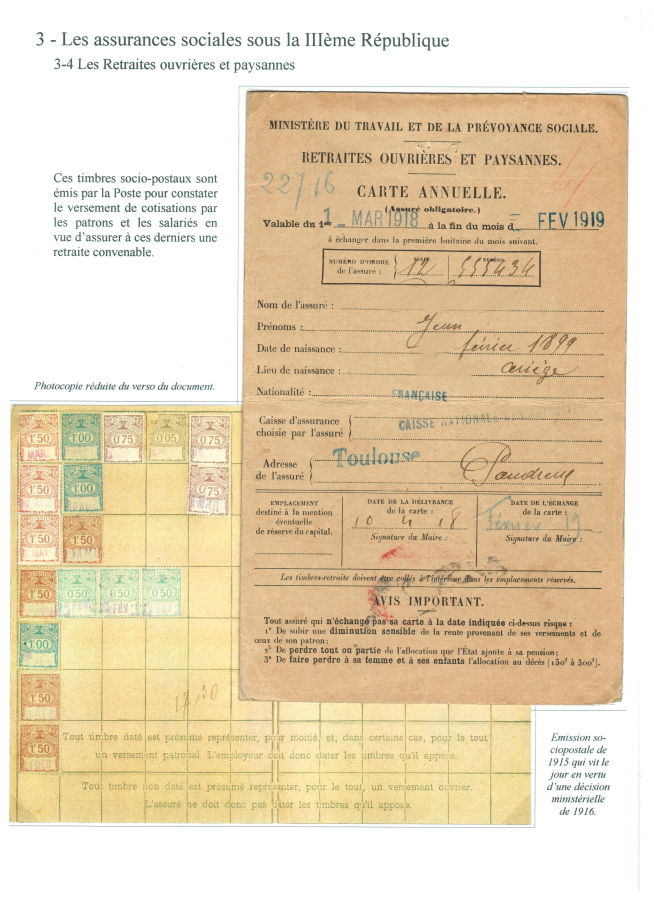 3 - Les assurances sociales sous la IIIème République
3-4 Les Retraites ouvrières et paysannes
Ces timbres socio-postaux sont
émis par la Poste pour constater
le versement de cotisations par
les patrons et les salariés en
vue d'assurer à ces derniers une
retraite convenable.
MINISTÈRE DU TRAVAIL ET DE LA PRÉVOYANCE SOCIALE.
RETRAITES OUVRIÈRES ET PAYSANNES.
22716
CARTE ANNUELLE.
(Assuré obligatoire.)
Valable du 1er 1 MAR 1918 à la fin du mois d FEV 1919
à échanger dans la première huitaine du mois suivant.
NUMÉRO D'ORDRE
de l'assuré :
SÉRIE.
12
NUMÉRO.
555434
Nom de l'assuré :
Prénoms : Jean
Date de naissance : février 1899
Lieu de naissance : ariège
Nationalité : FRANÇAISE
Caisse d'assurance
choisie par l'assuré
CAISSE NATIONALE
Adresse
de l'assuré
Toulouse
EMPLACEMENT
destiné à la mention
éventuelle
de réserve du capital.
DATE DE LA DÉLIVRANCE
de la carte :
10 4 18
Signature du Maire :
DATE DE L'ÉCHANGE
de la carte :
Février 19
Signature du Maire :
Les timbres-retraite doivent être collés à l'intérieur dans les emplacements réservés.
AVIS IMPORTANT.
Tout assuré qui n'échange pas sa carte à la date indiquée ci-dessus risque :
1° De subir une diminution sensible de la rente provenant de ses versements et de
ceux de son patron;
2° De perdre tout ou partie de l'allocation que l'État ajoute à sa pension;
3° De faire perdre à sa femme et à ses enfants l'allocation au décès (150f à 300f).
Photocopie réduite du verso du document.
1.50 1.00 0.75 0.05 0.75
MAR
1.50 1.00 0.75
MAR
1.50 1.50
MAI
1.50 0.50 0.50 0.50
FEV
1.00
1.50
1.50
17,30
Tout timbre daté est présumé représenter, pour moitié, et, dans certains cas, pour la tout
un versement patronal. L'employeur doit donc dater les timbres qu'il appose.
Tout timbre non daté est présumé représenter, pour le tout, un versement ouvrier.
L'assuré ne doit donc pas dater les timbres qu'il appose.
Emission so-
ciopostale de
1915 qui vit le
jour en vertu
d'une décision
ministérielle
de 1916.